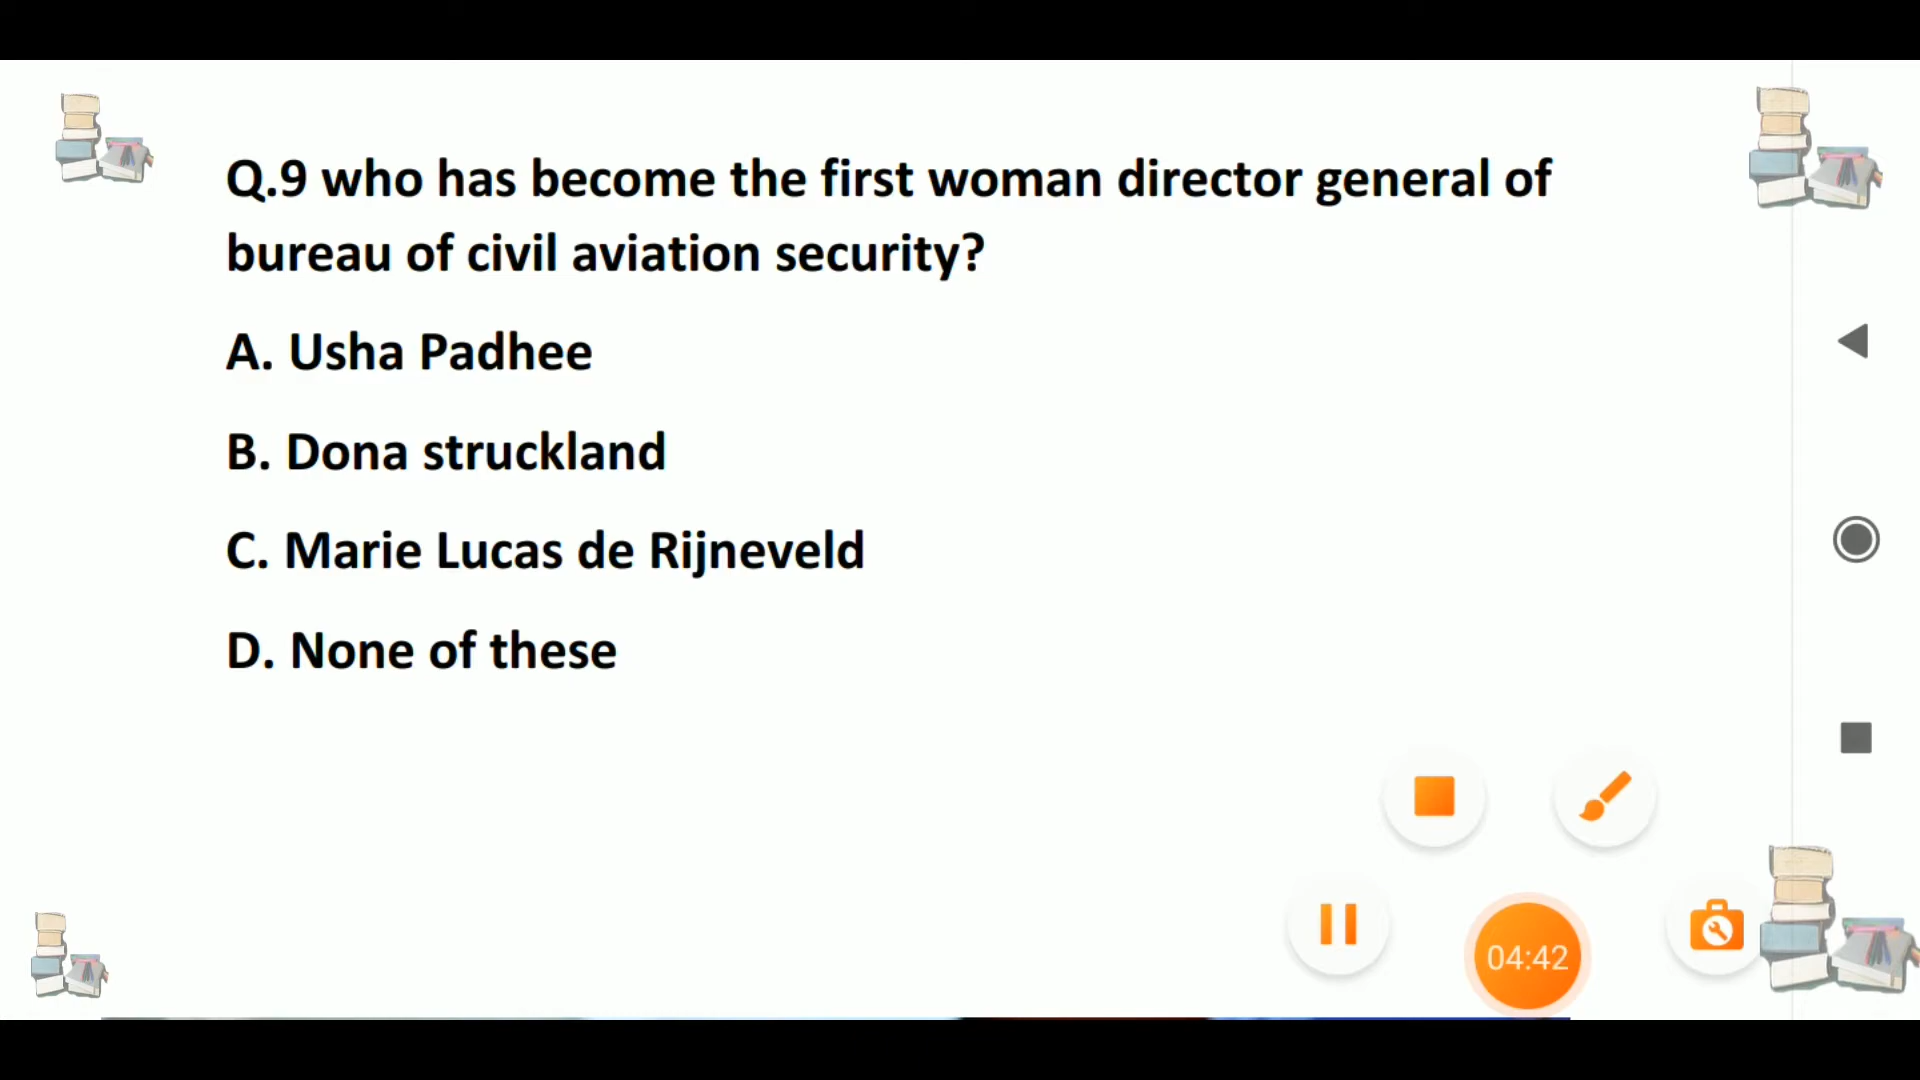 Q.9 who has become the first woman director general of
bureau of civil aviation security?
A. Usha Padhee
B. Dona struckland
C. Marie Lucas de Rijneveld
D. None of these
04:42